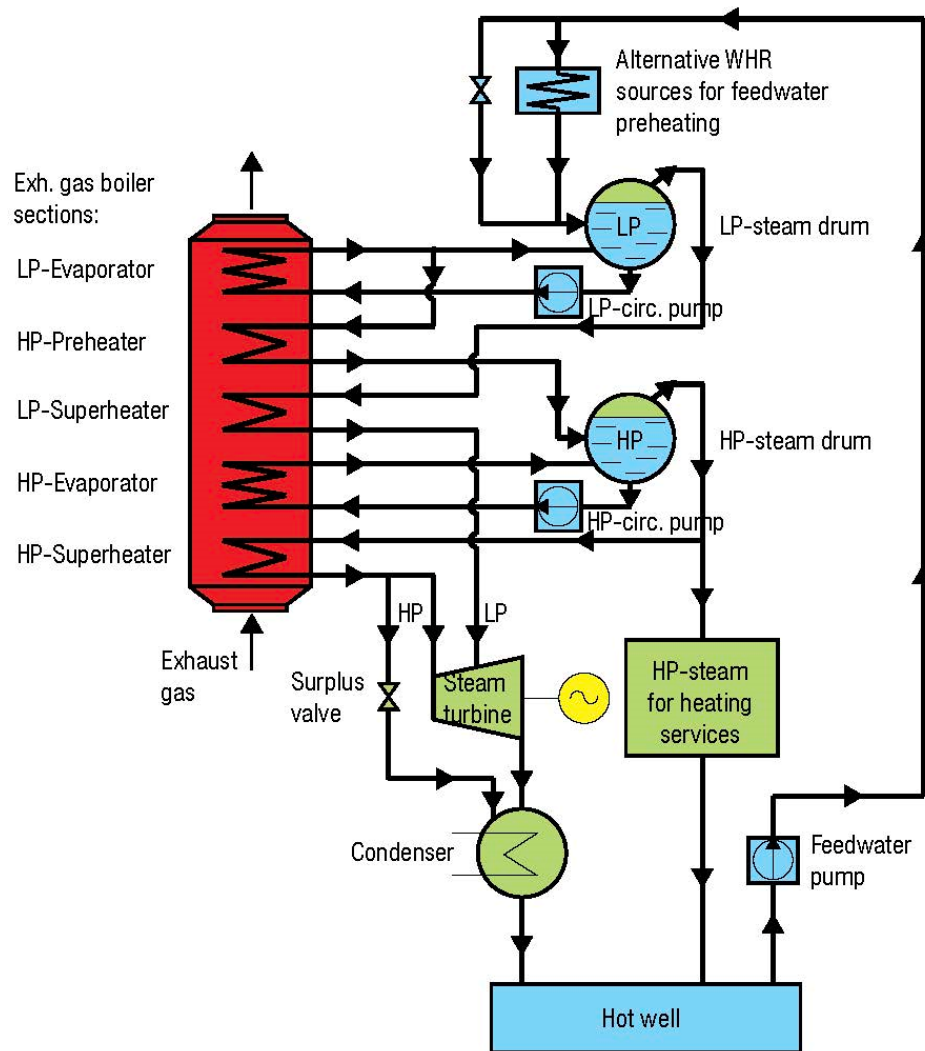 Alternative WHR
sources for feedwater
preheating
Exh. gas boiler
sections:
LP
LP-steam drum
LP-Evaporator
LP-circ. pump
HP-Preheater
LP-Superheater
HP
HP-steam drum
HP-Evaporator
HP-circ. pump
HP-Superheater
HP
LP
Exhaust
gas
Surplus
valve
Steam
turbine
HP-steam
for heating
services
Condenser
Feedwater
pump
Hot well